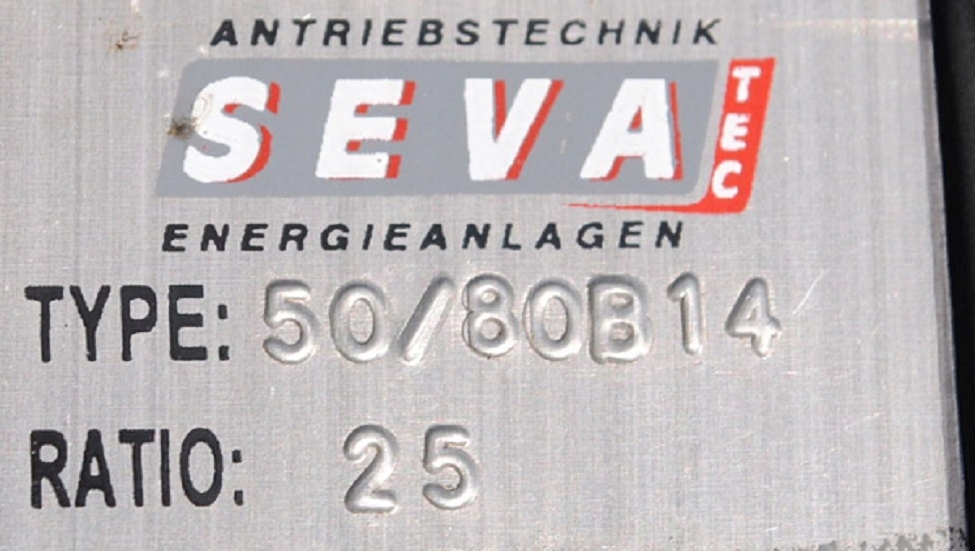 ANTRIEBSTECHNIK
SEVA TEC
ENERGIEANLAGEN
TYPE: 50/80B14
RATIO: 25